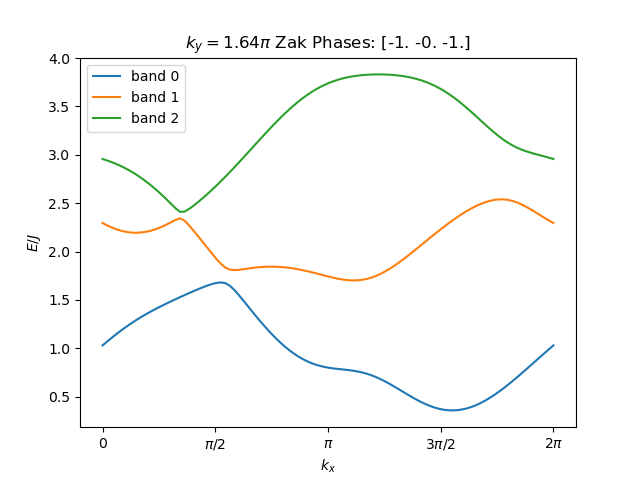 k_y = 1.64π Zak Phases: [-1. -0. -1.]
band 0
band 1
band 2
4.0
3.5
3.0
2.5
2.0
1.5
1.0
0.5
E/J
0 π/2 π 3π/2 2π
k_x